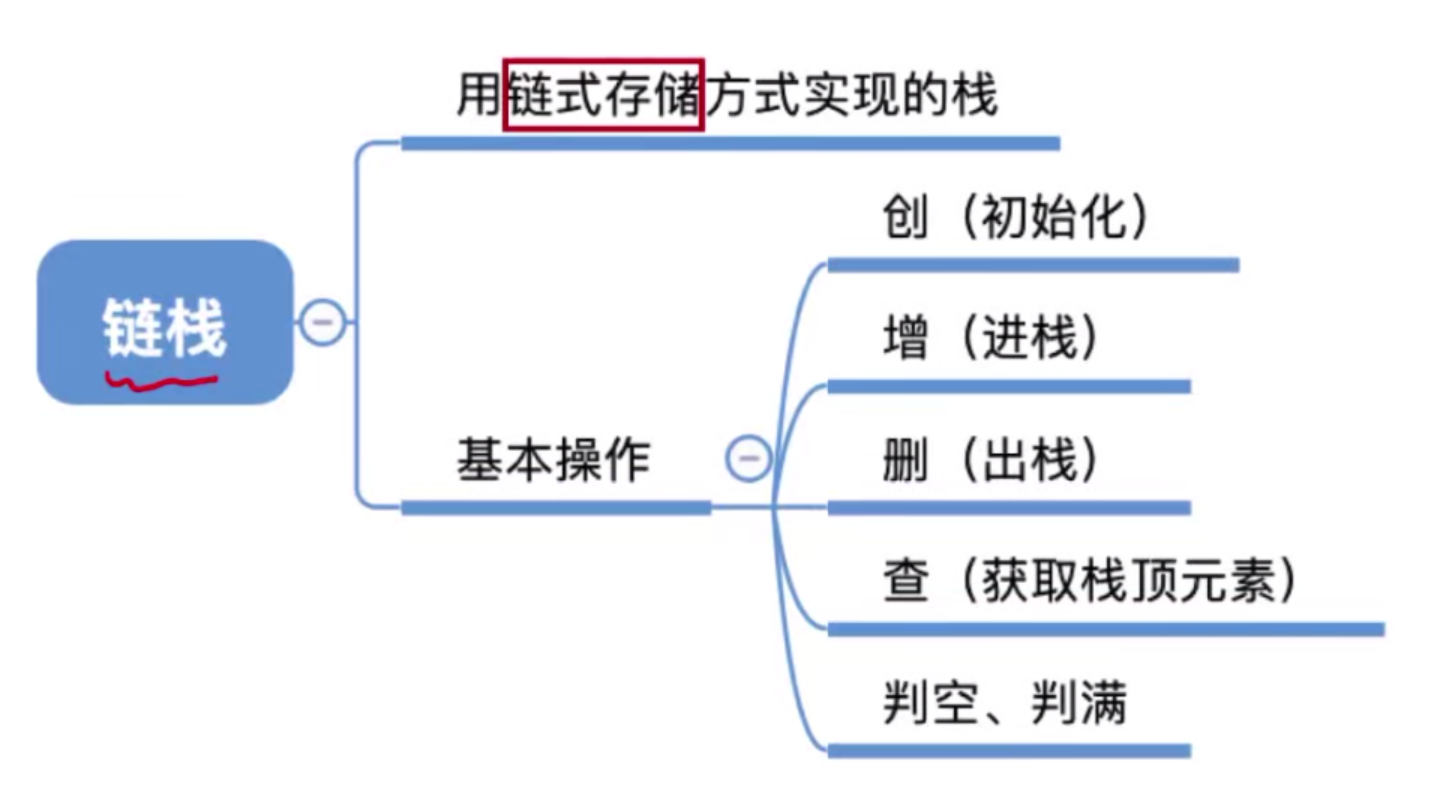 用链式存储方式实现的栈
创（初始化）
增（进栈）
链栈
基本操作
删（出栈）
查（获取栈顶元素）
判空、判满